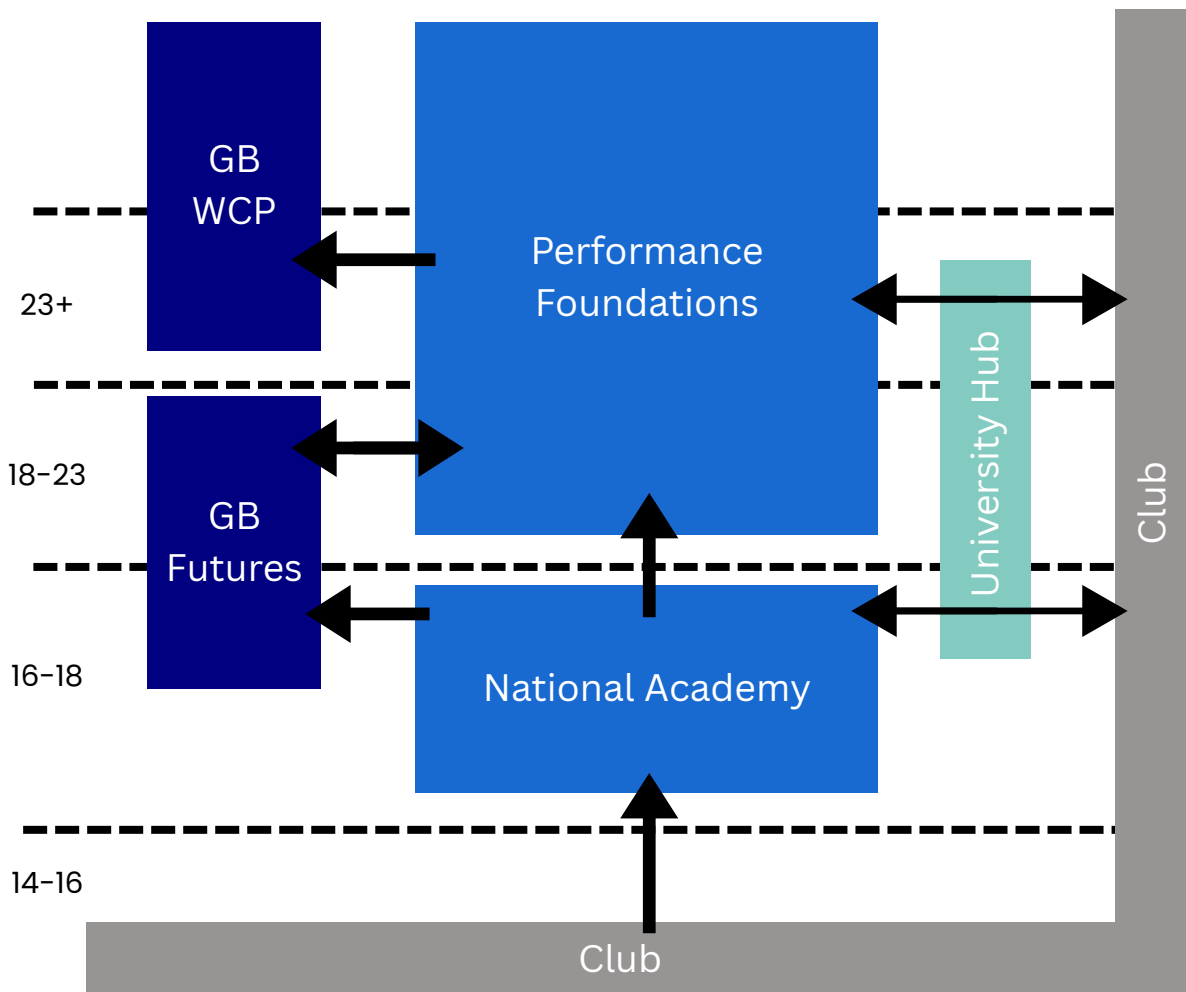 GB
WCP
Performance
Foundations
23+
University Hub
18-23
Club
GB
Futures
16-18
National Academy
14-16
Club